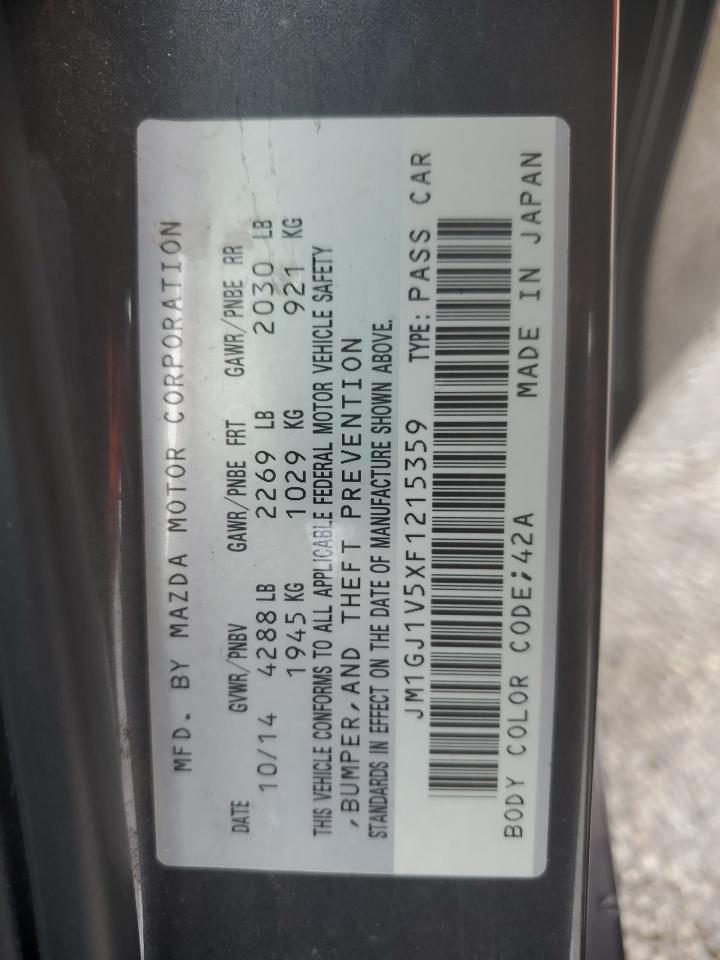 MFD. BY MAZDA MOTOR CORPORATION
DATE GVWR/PNBV GAWR/PNBE FRT GAWR/PNBE RR
10/14 4288 LB 2269 LB 2030 LB
1945 KG 1029 KG 921 KG
THIS VEHICLE CONFORMS TO ALL APPLICABLE FEDERAL MOTOR VEHICLE SAFETY
,BUMPER,AND THEFT PREVENTION
STANDARDS IN EFFECT ON THE DATE OF MANUFACTURE SHOWN ABOVE.
JM1GJ1V5XF1215359 TYPE: PASS CAR
BODY COLOR CODE;42A MADE IN JAPAN